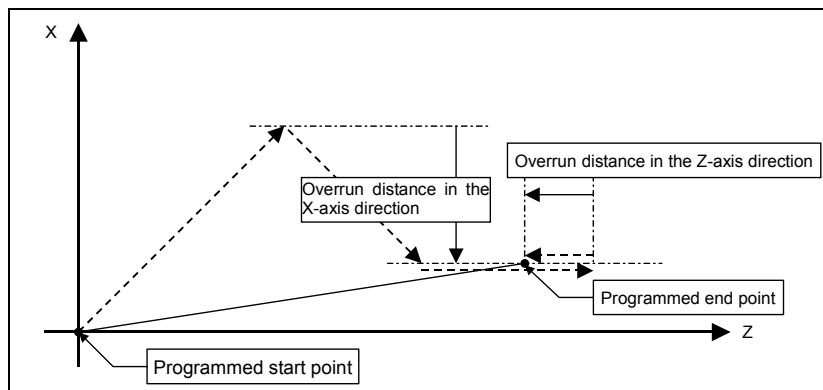 X
Overrun distance in the Z-axis direction
Overrun distance in the
X-axis direction
Programmed end point
Z
Programmed start point